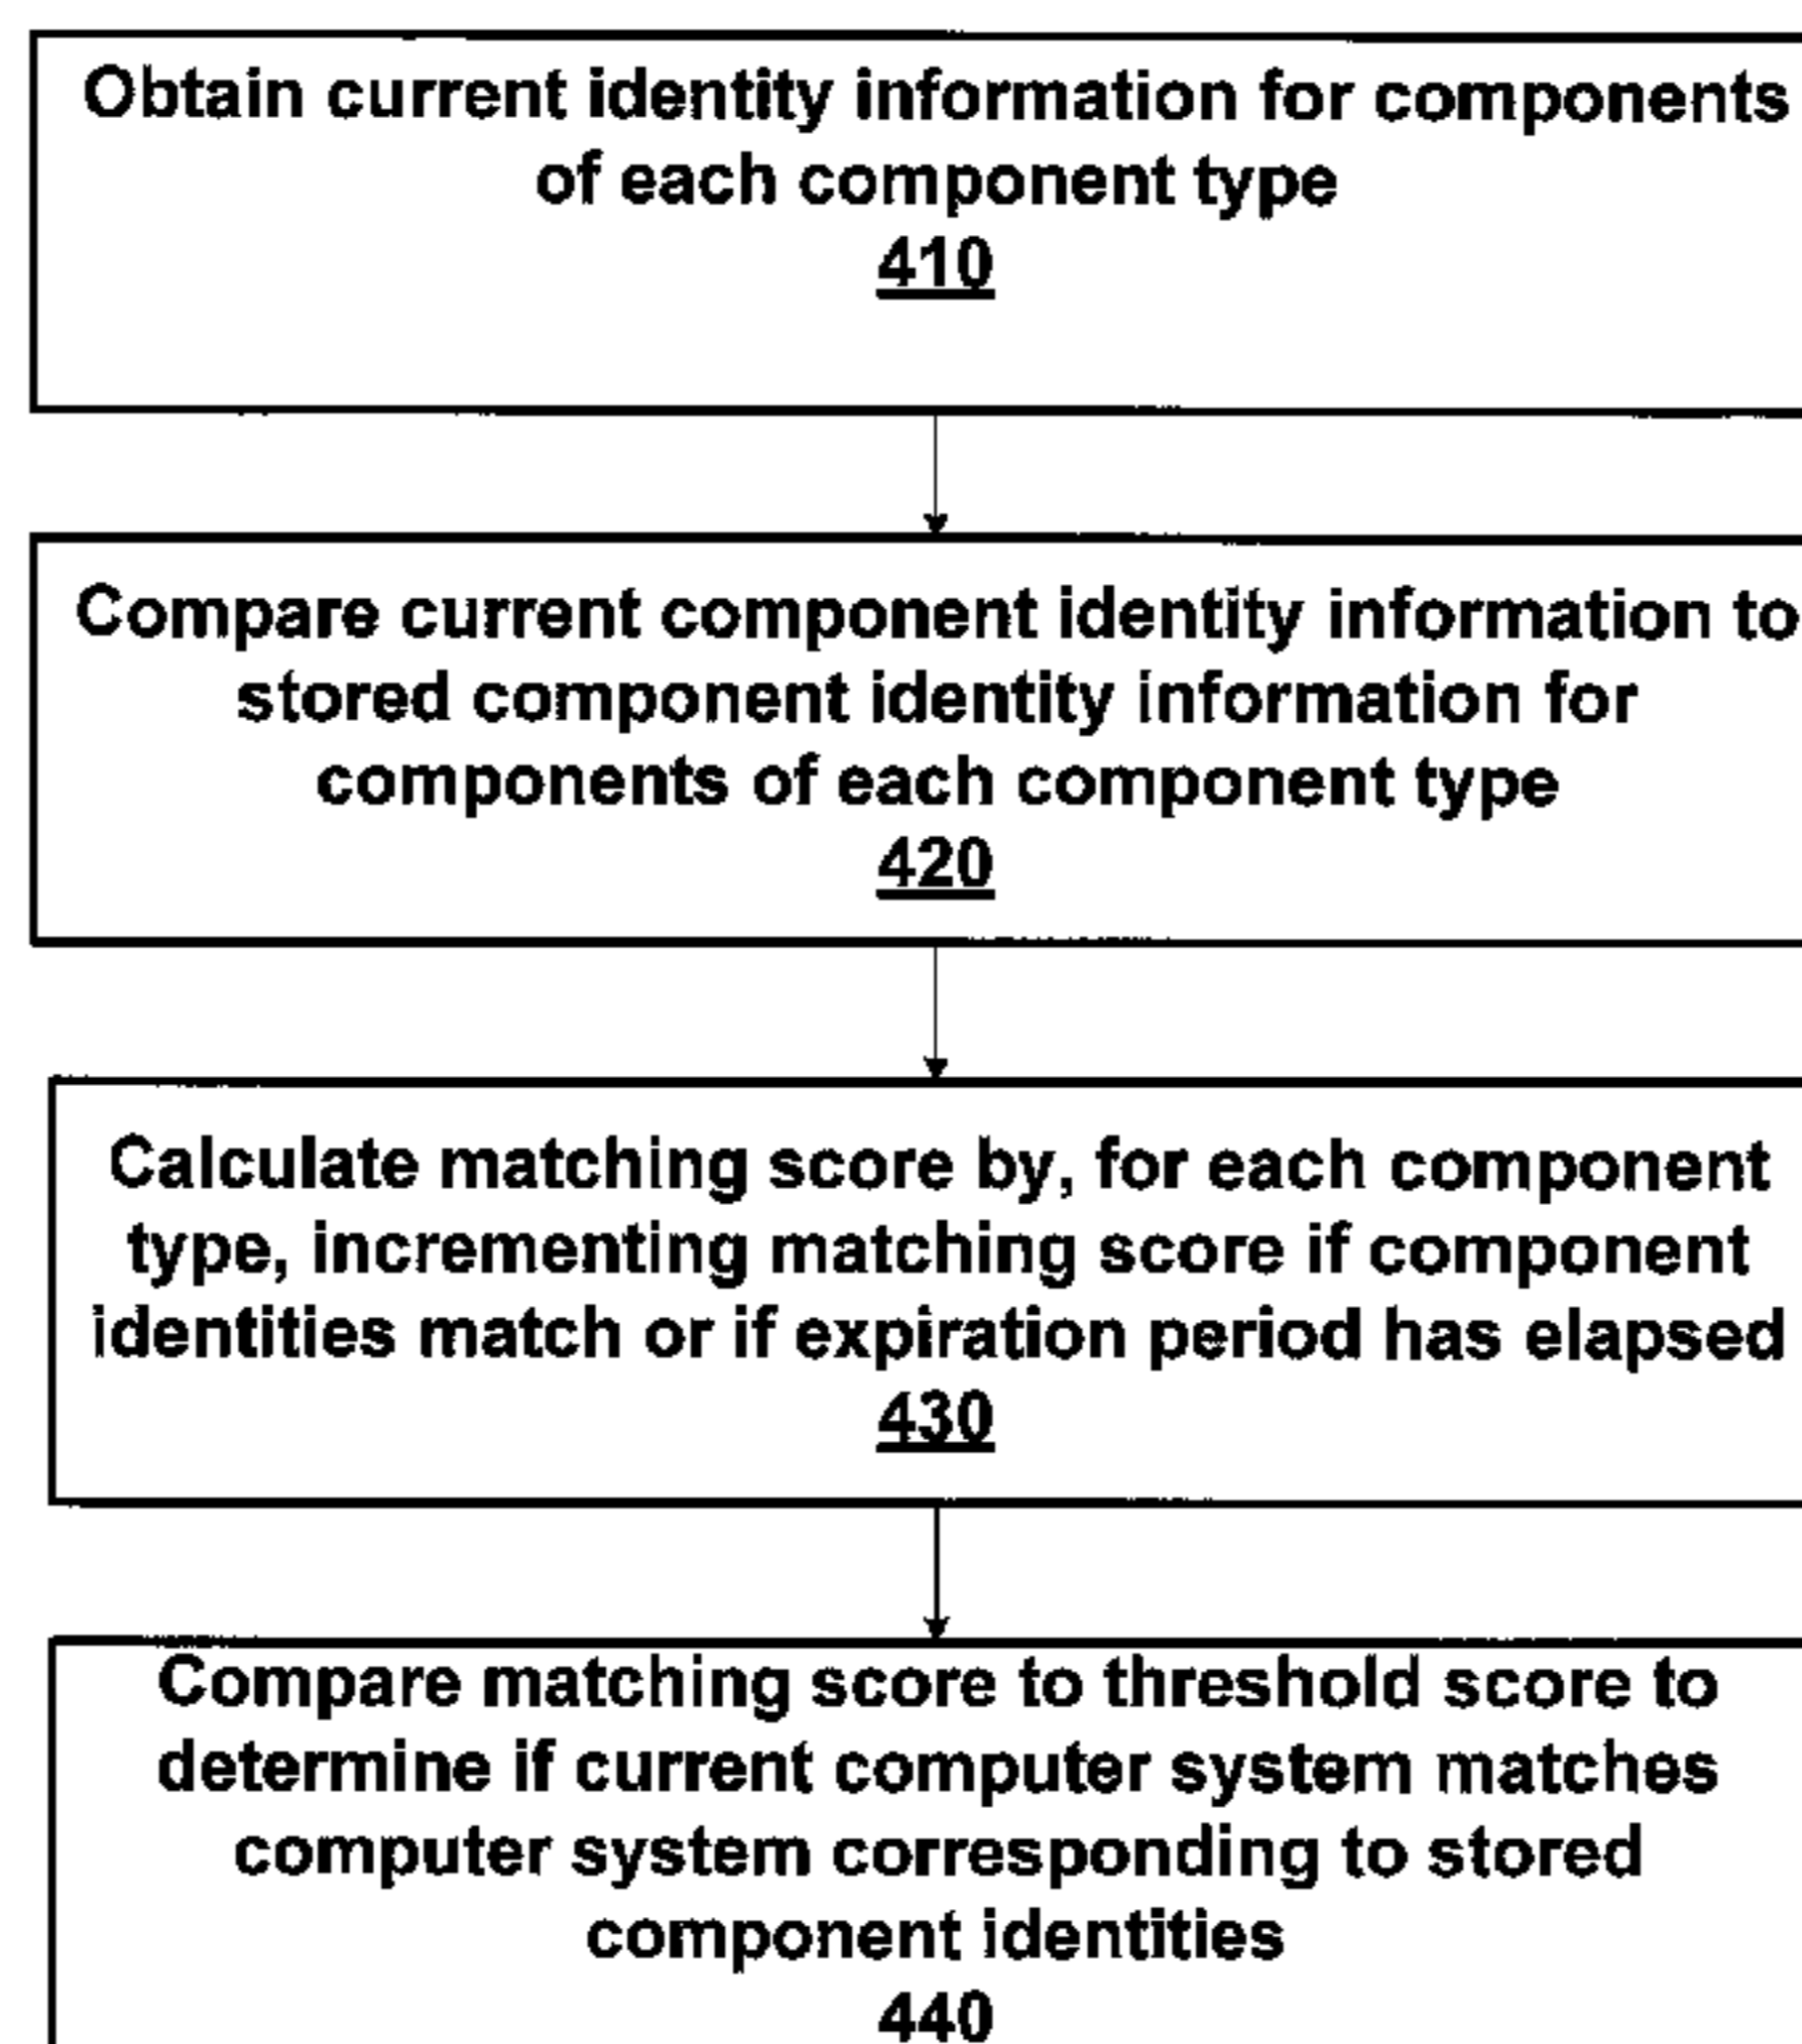 Obtain current identity information for components
of each component type
410
Compare current component identity information to
stored component identity information for
components of each component type
420
Calculate matching score by, for each component
type, incrementing matching score if component
identities match or if expiration period has elapsed
430
Compare matching score to threshold score to
determine if current computer system matches
computer system corresponding to stored
component identities
440